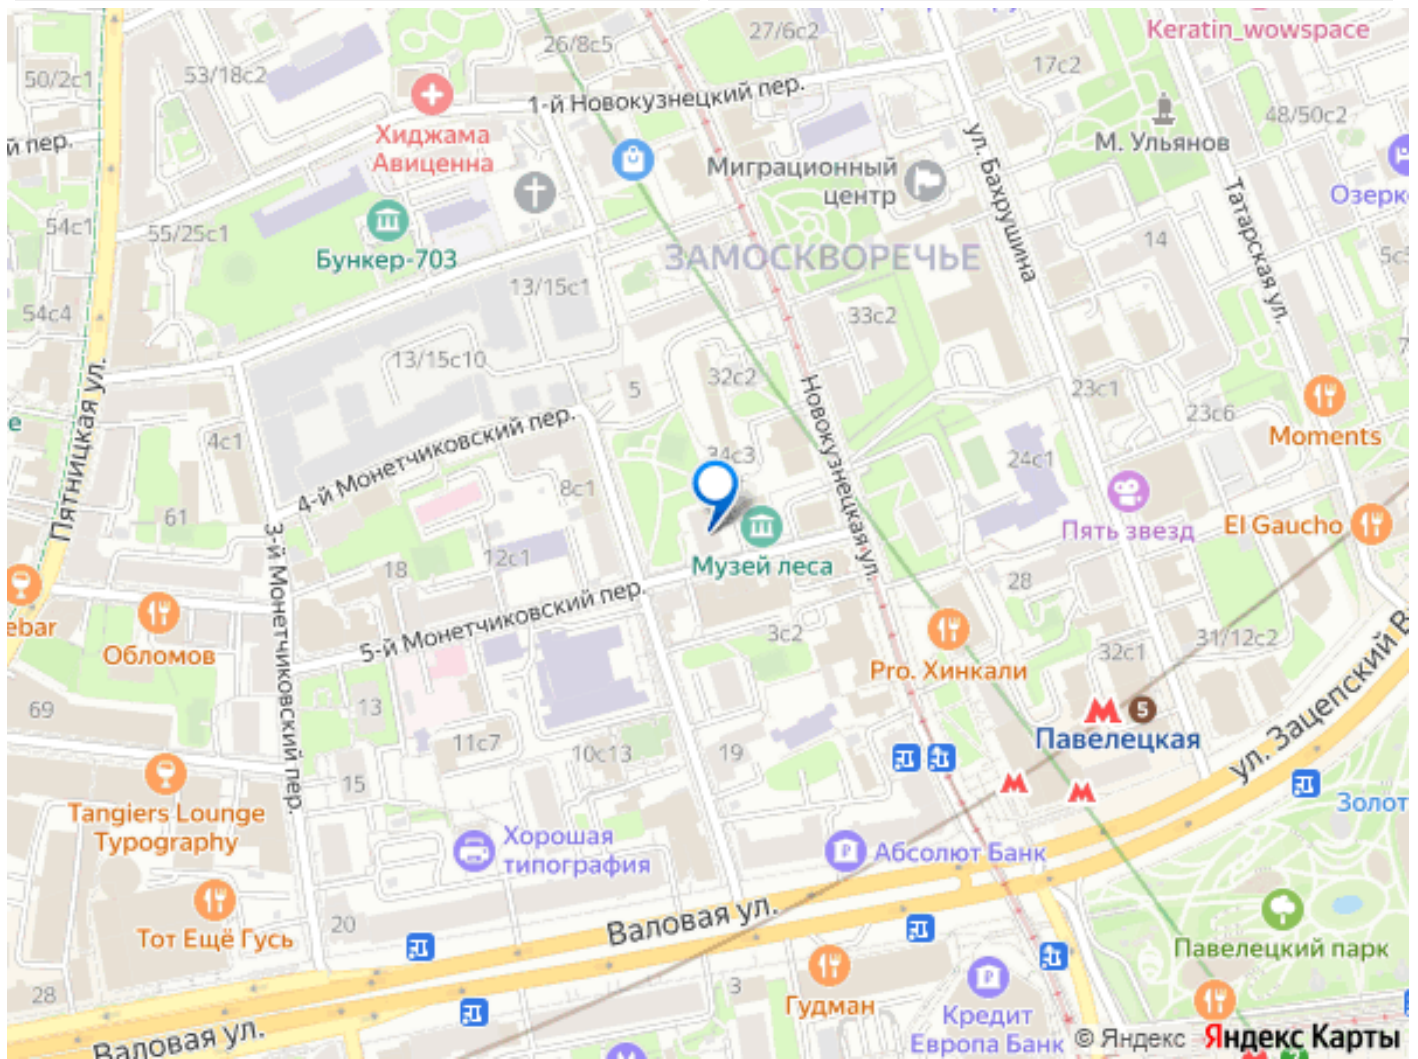 Keratin_wowspace
27/6с2
26/8с5
50/2с1
53/18с2
17с2
1-й Новокузнецкий пер.
48/50с2
Хиджама
Авиценна
й пер.
М. Ульянов
ул. Бахрушина
Миграционный
центр
Татарская ул.
Озерк
54с1
55/25с1
14
Бункер-703
ЗАМОСКВОРЕЧЬЕ
5с
13/15с1
54с4
33с2
13/15с10
5
32с2
Новокузнецкая ул.
23с1
23с6
е
Пятницкая ул.
4с1
4-й Монетчиковский пер.
Moments
34с3
24с1
8с1
61
Пять звезд
El Gaucho
3-й Монетчиковский пер.
12с1
18
Музей леса
28
5-й Монетчиковский пер.
ebar
Обломов
3с2
31/12с2
32с1
Pro. Хинкали
69
13
5
Павелецкая
11с7
10с13
19
ул. Зацепский В
15
Tangiers Lounge
Typography
Золот
Хорошая
типография
Абсолют Банк
20
Валовая ул.
Тот Ещё Гусь
Павелецкий парк
28
3
Гудман
Кредит
Европа Банк
Валовая ул.
© Яндекс Яндекс Карты